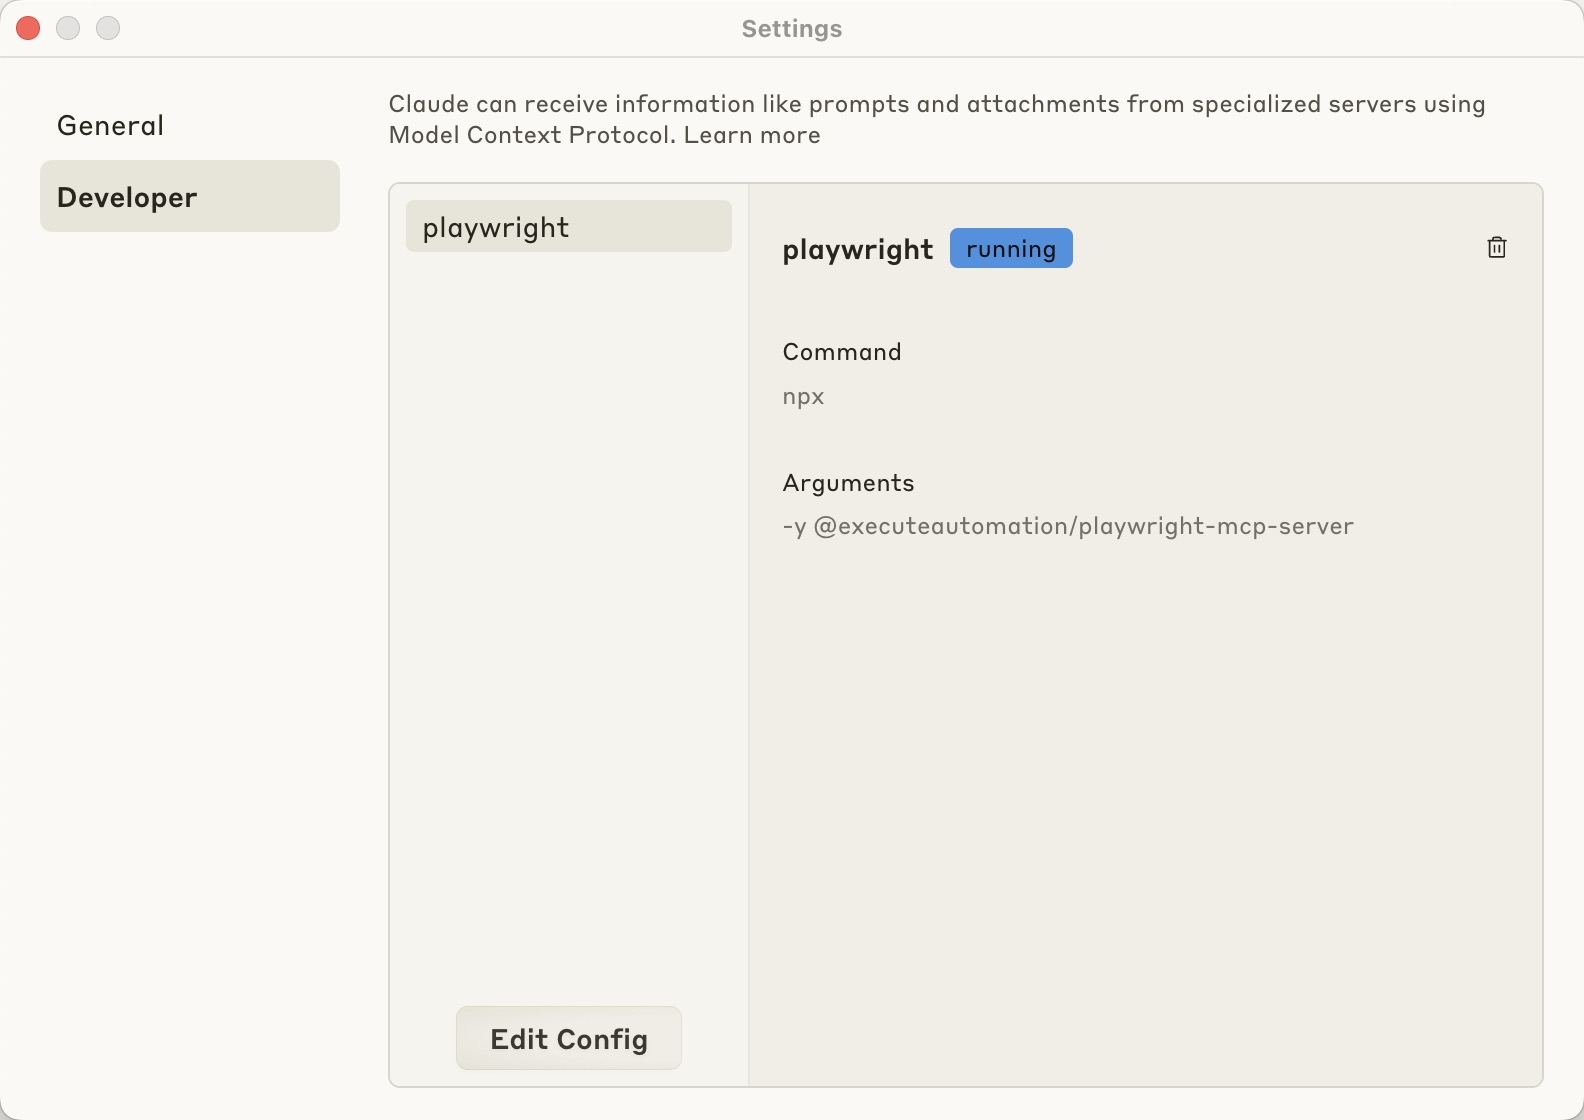 Settings
General
Developer
Claude can receive information like prompts and attachments from specialized servers using
Model Context Protocol. Learn more
playwright
Edit Config
playwright running
Command
npx
Arguments
-y @executeautomation/playwright-mcp-server